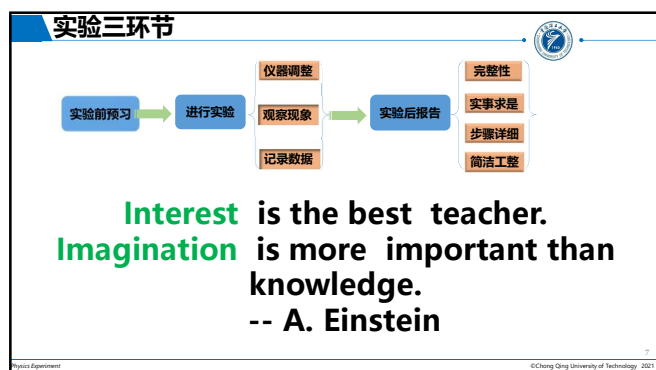 实验三环节
实验前预习
进行实验
仪器调整
观察现象
记录数据
实验后报告
完整性
实事求是
步骤详细
简洁工整
Interest is the best teacher.
Imagination is more important than
knowledge.
-- A. Einstein
7
Physics Experiment
©Chong Qing University of Technology 2021